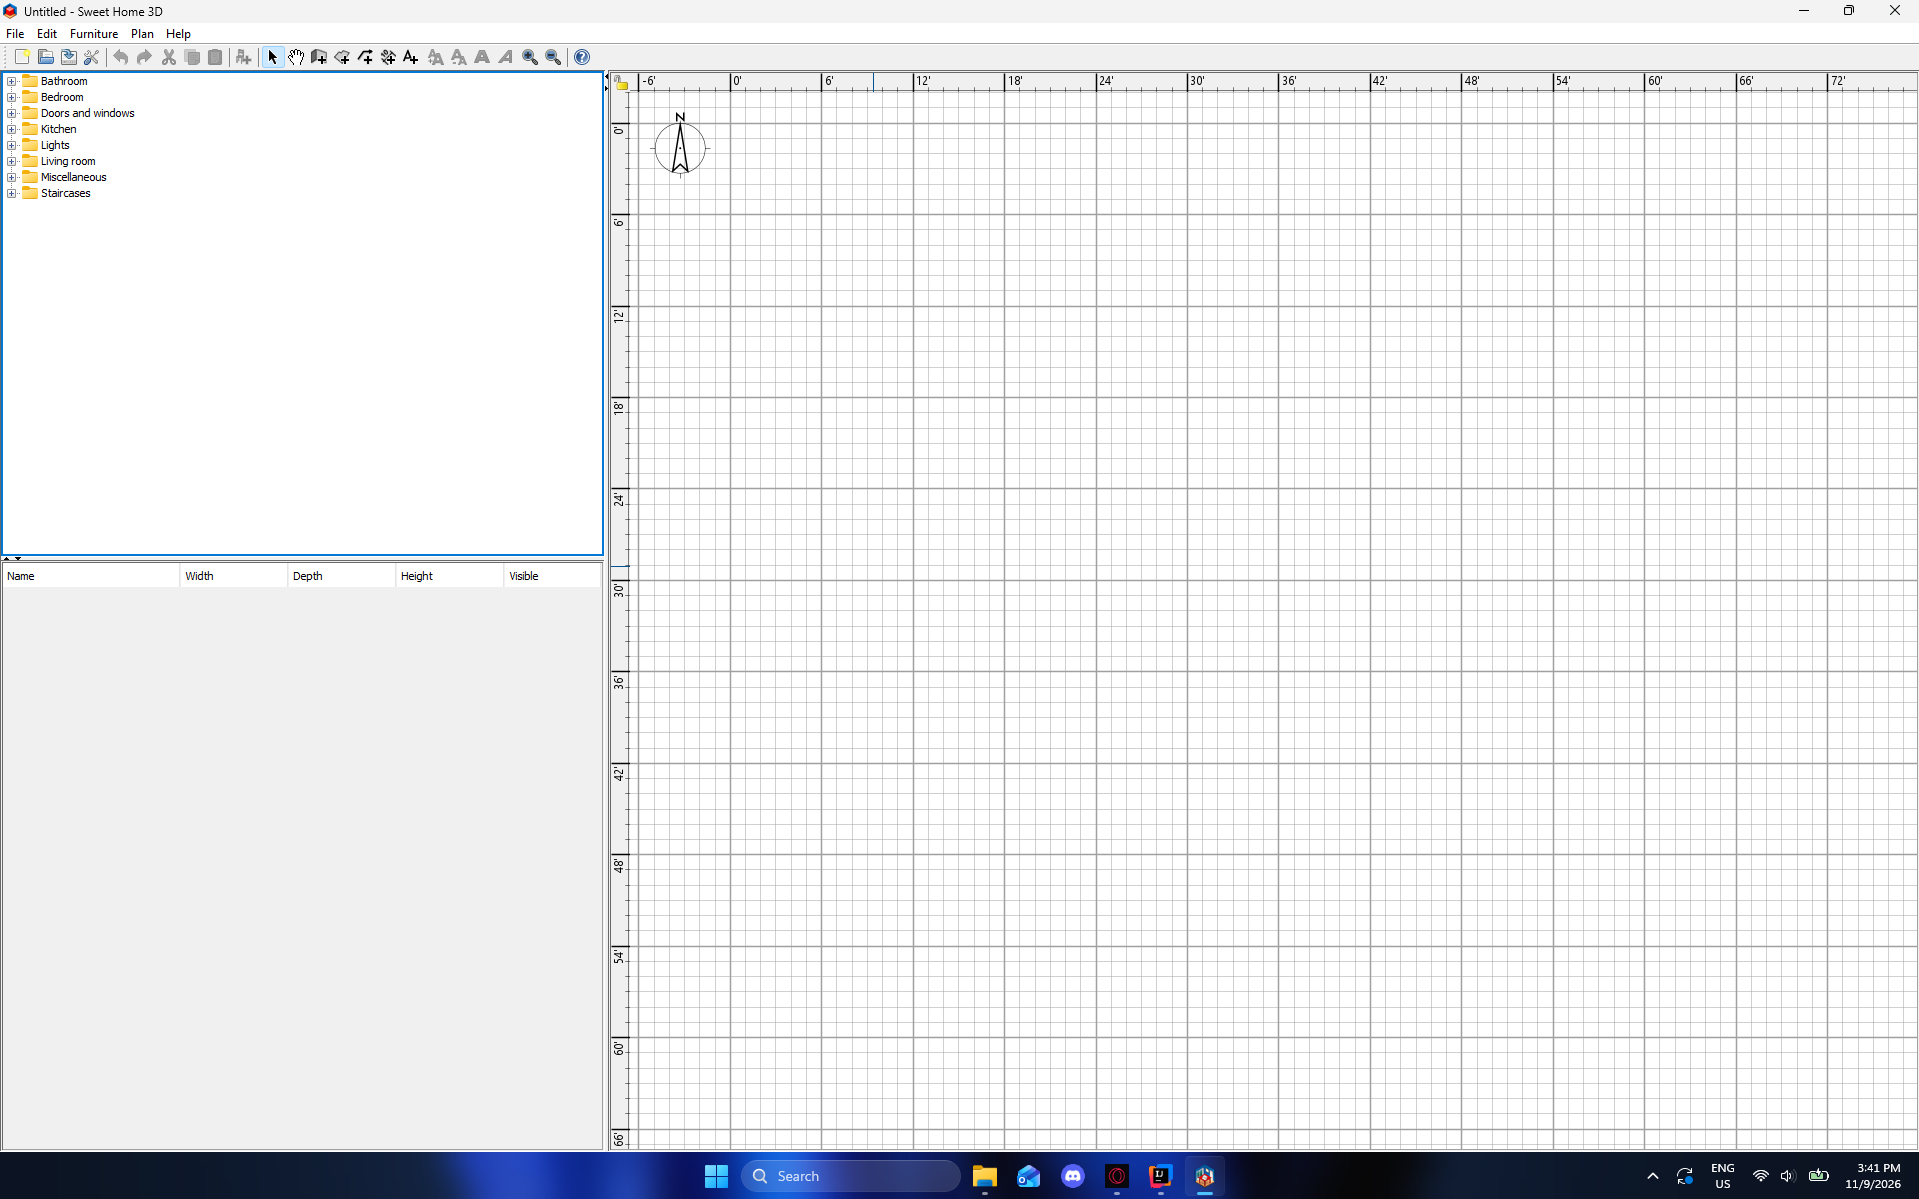 Untitled - Sweet Home 3D
File Edit Furniture Plan Help
Bathroom
Bedroom
Doors and windows
Kitchen
Lights
Living room
Miscellaneous
Staircases
Name Width Depth Height Visible
-6' 0' 6' 12' 18' 24' 30' 36' 42' 48' 54' 60' 66' 72'
N
0'
6'
12'
18'
24'
30'
36'
42'
48'
54'
60'
66'
Search
ENG
US
3:41 PM
11/9/2026